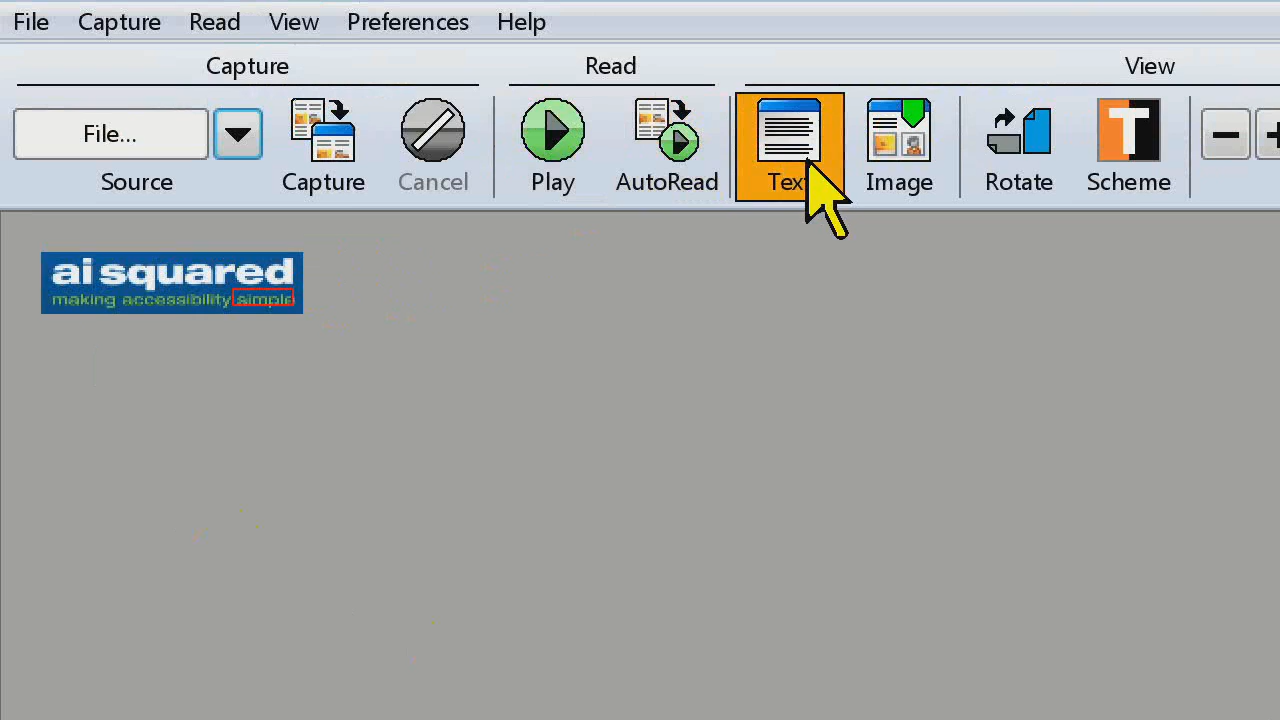 File Capture Read View Preferences Help
Capture Read View
File...
Source Capture Cancel Play AutoRead Text Image Rotate Scheme
ai squared
making accessibility simple